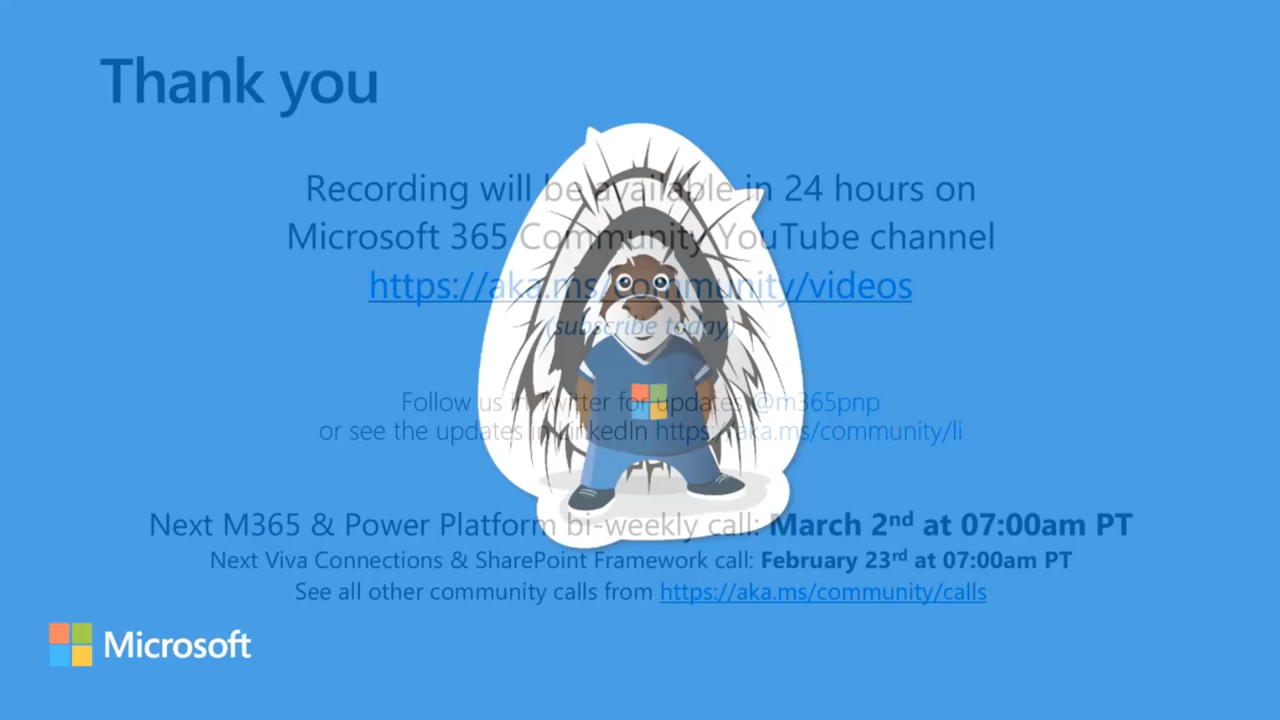 Thank you
Recording will be available in 24 hours on
Microsoft 365 Community YouTube channel
https://aka.ms/community/videos
(subscribe today)
Follow us in Twitter for updates @m365pnp
or see the updates in LinkedIn https://aka.ms/community/li
Next M365 & Power Platform bi-weekly call: March 2nd at 07:00am PT
Next Viva Connections & SharePoint Framework call: February 23rd at 07:00am PT
See all other community calls from https://aka.ms/community/calls
Microsoft